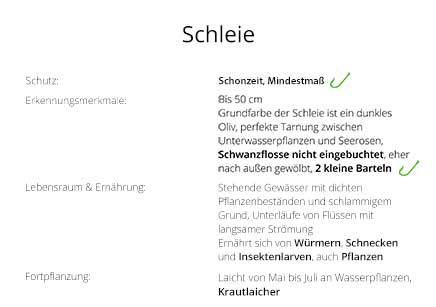 Schleie
Schutz: Schonzeit, Mindestmaß
Erkennungsmerkmale: Bis 50 cm
Grundfarbe der Schleie ist ein dunkles
Oliv, perfekte Tarnung zwischen
Unterwasserpflanzen und Seerosen,
Schwanzflosse nicht eingebuchtet, eher
nach außen gewölbt, 2 kleine Barteln
Lebensraum & Ernährung: Stehende Gewässer mit dichten
Pflanzenbeständen und schlammigem
Grund, Unterläufe von Flüssen mit
langsamer Strömung
Ernährt sich von Würmern, Schnecken
und Insektenlarven, auch Pflanzen
Fortpflanzung: Laicht von Mai bis Juli an Wasserpflanzen,
Krautlaicher